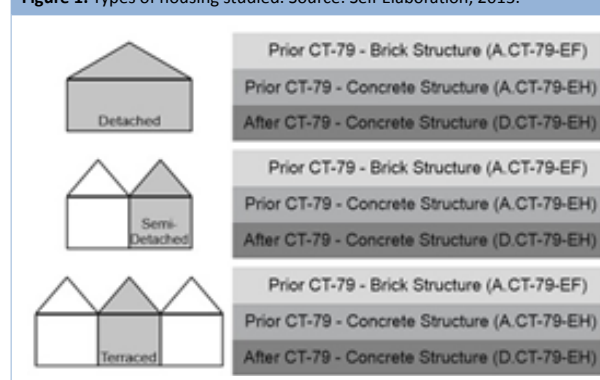 Figure 1. Types of housing studied. Source: Self Elaboration, 2015.
Detached
Prior CT-79 - Brick Structure (A.CT-79-EF)
Prior CT-79 - Concrete Structure (A.CT-79-EH)
After CT-79 - Concrete Structure (D.CT-79-EH)
Semi-
Detached
Prior CT-79 - Brick Structure (A.CT-79-EF)
Prior CT-79 - Concrete Structure (A.CT-79-EH)
After CT-79 - Concrete Structure (D.CT-79-EH)
Terraced
Prior CT-79 - Brick Structure (A.CT-79-EF)
Prior CT-79 - Concrete Structure (A.CT-79-EH)
After CT-79 - Concrete Structure (D.CT-79-EH)